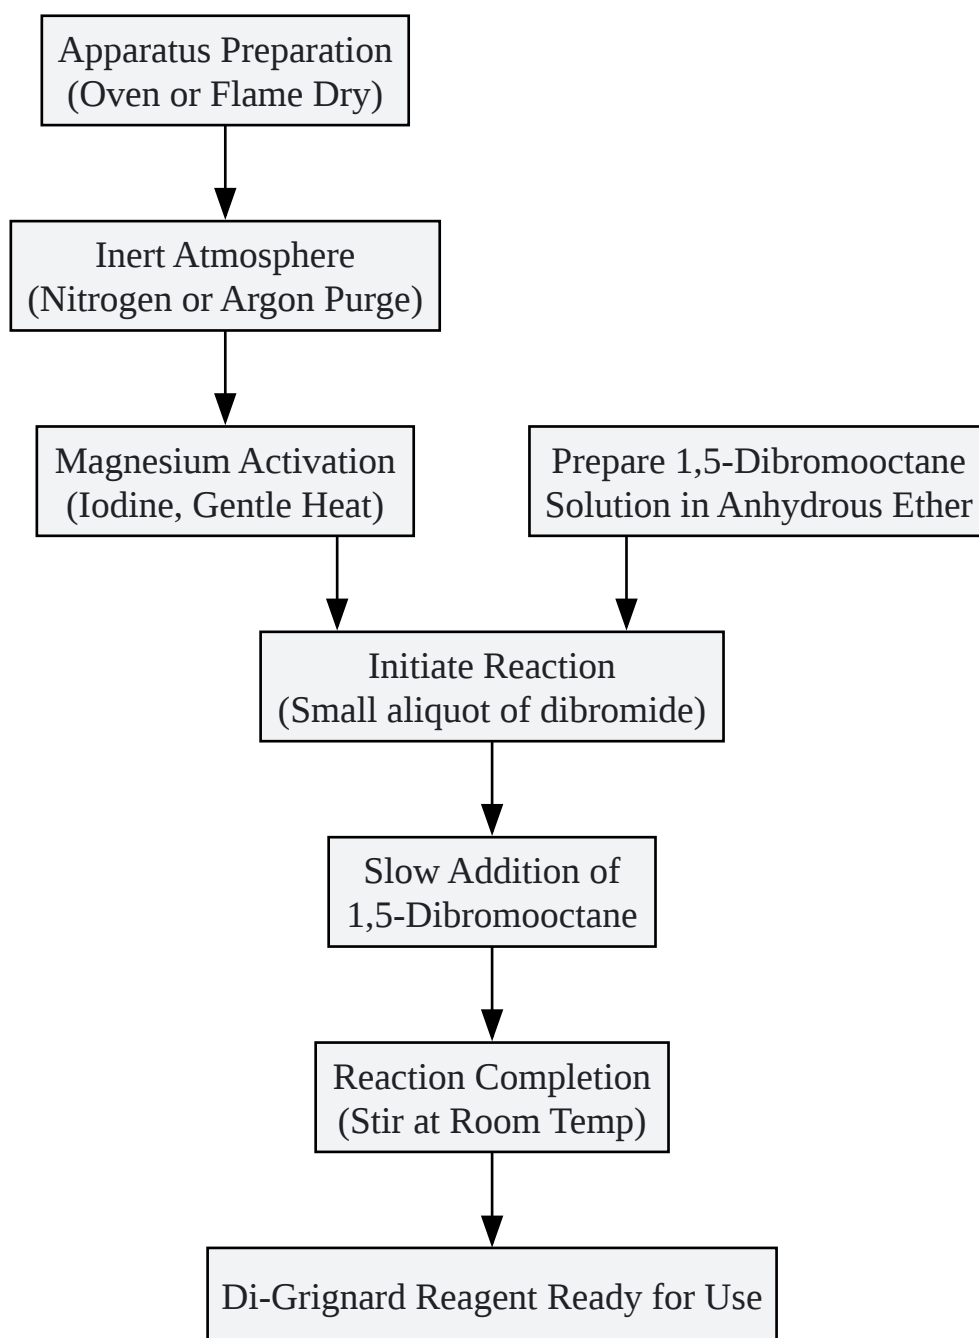 Apparatus Preparation
(Oven or Flame Dry)
Inert Atmosphere
(Nitrogen or Argon Purge)
Magnesium Activation
(Iodine, Gentle Heat)
Prepare 1,5-Dibromooctane
Solution in Anhydrous Ether
Initiate Reaction
(Small aliquot of dibromide)
Slow Addition of
1,5-Dibromooctane
Reaction Completion
(Stir at Room Temp)
Di-Grignard Reagent Ready for Use